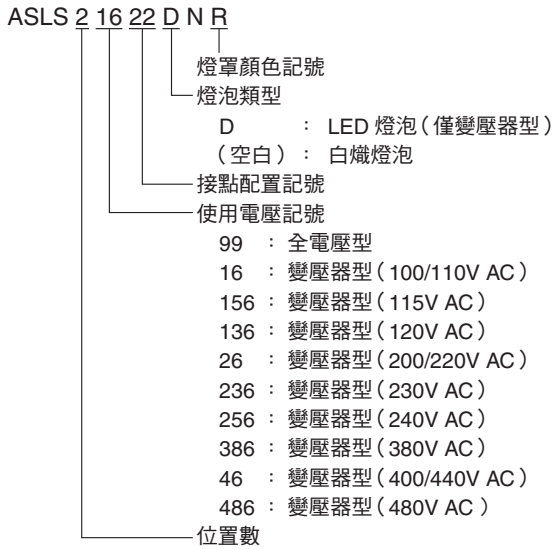 ASLS 2 16 22 D N R
燈罩顏色記號
燈泡類型
D : LED 燈泡（僅變壓器型）
（空白）: 白熾燈泡
接點配置記號
使用電壓記號
99 : 全電壓型
16 : 變壓器型（100/110V AC）
156 : 變壓器型（115V AC）
136 : 變壓器型（120V AC）
26 : 變壓器型（200/220V AC）
236 : 變壓器型（230V AC）
256 : 變壓器型（240V AC）
386 : 變壓器型（380V AC）
46 : 變壓器型（400/440V AC）
486 : 變壓器型（480V AC ）
位置數